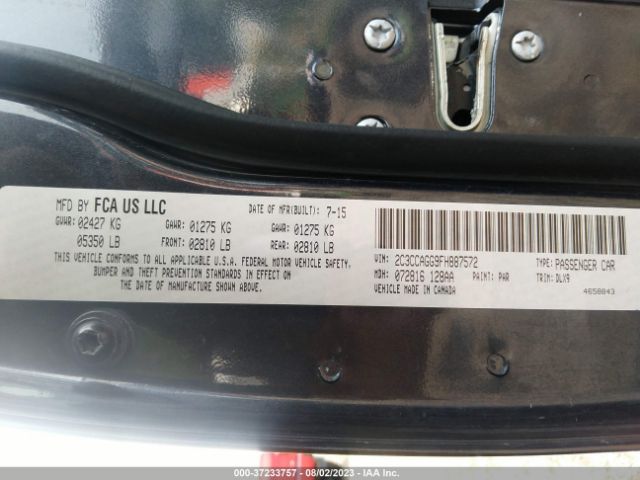 MFD BY FCA US LLC
DATE OF MFR(BUILT): 7-15
GVWR: 02427 KG GAWR: 01275 KG GAWR: 01275 KG
05350 LB FRONT: 02810 LB REAR: 02810 LB
THIS VEHICLE CONFORMS TO ALL APPLICABLE U.S.A. FEDERAL MOTOR VEHICLE SAFETY,
BUMPER AND THEFT PREVENTION STANDARDS IN EFFECT ON
THE DATE OF MANUFACTURE SHOWN ABOVE.
VIN: 2C3CCAGG9FH887572 TYPE: PASSENGER CAR
MDH: 072816 128AA PAINT: PAR TRIM: DLX9
VEHICLE MADE IN CANADA 4658843
000-37233757 - 08/02/2023 - IAA Inc.